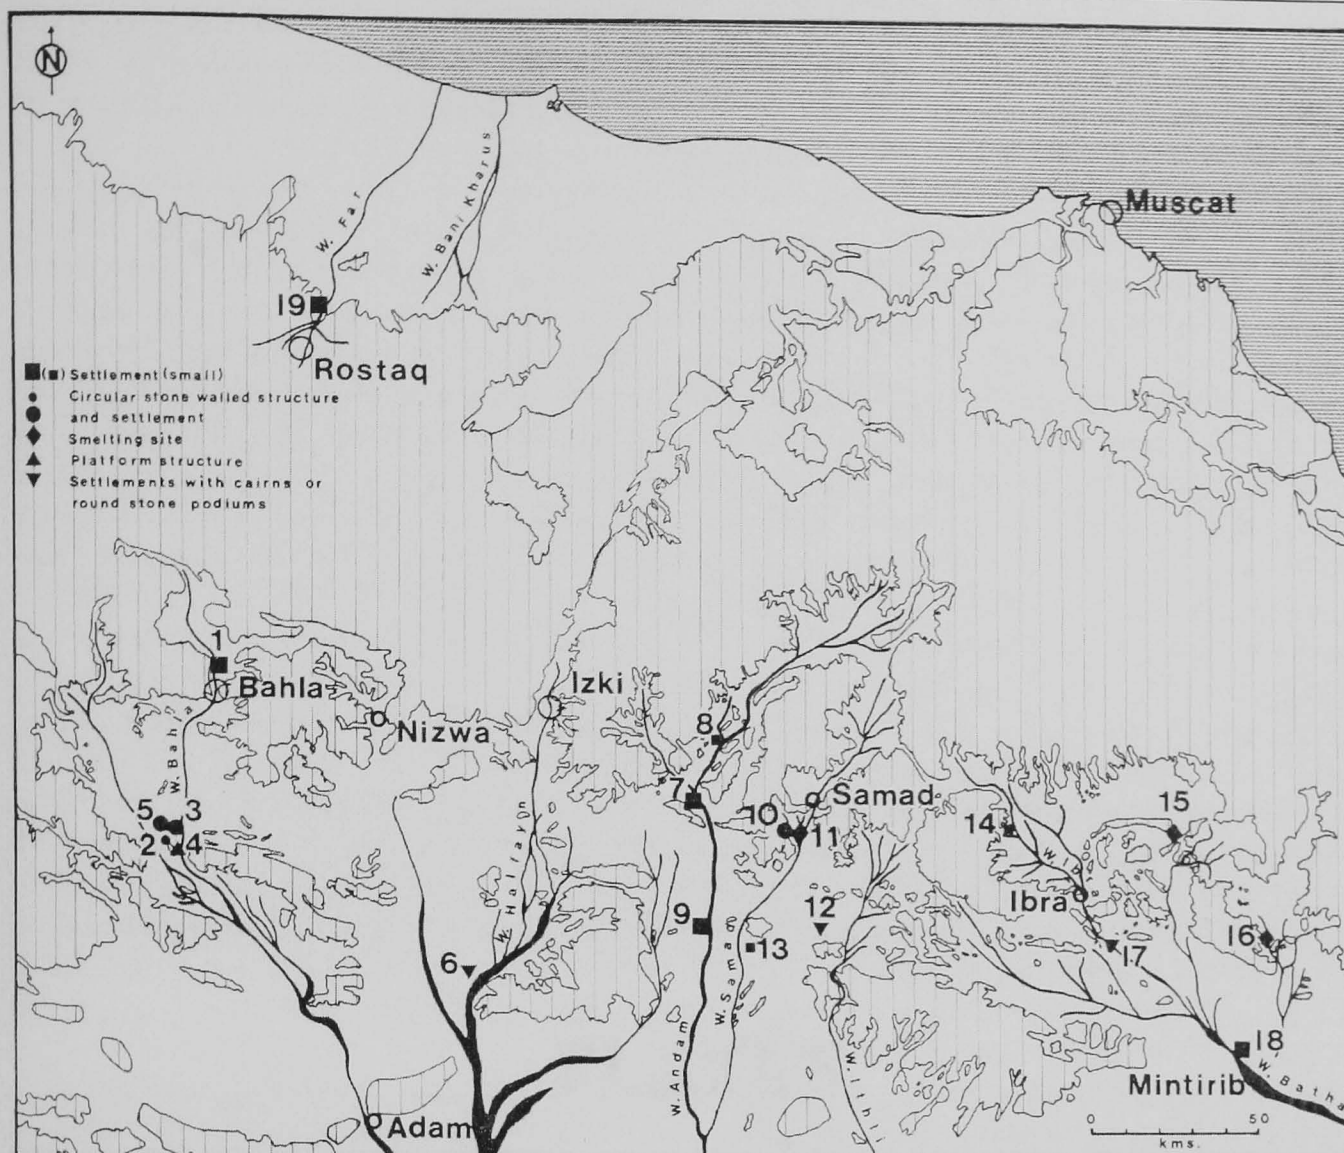 N
Muscat
W. Far
W. Bani Kharus
19
Rostaq
(■) Settlement (small)
Circular stone walled structure
and settlement
Smelting site
Platform structure
Settlements with cairns or
round stone podiums
1
Bahla
Izki
Nizwa
W. Bahla
8
7
Samad
5
3
2
4
10
11
14
15
W. Ibra
Ibra
W. Halfayn
9
12
13
16
6
17
W. Samad
W. Andam
W. Ithli
18
Mintirib
W. Batha
Adam
0
50
kms.